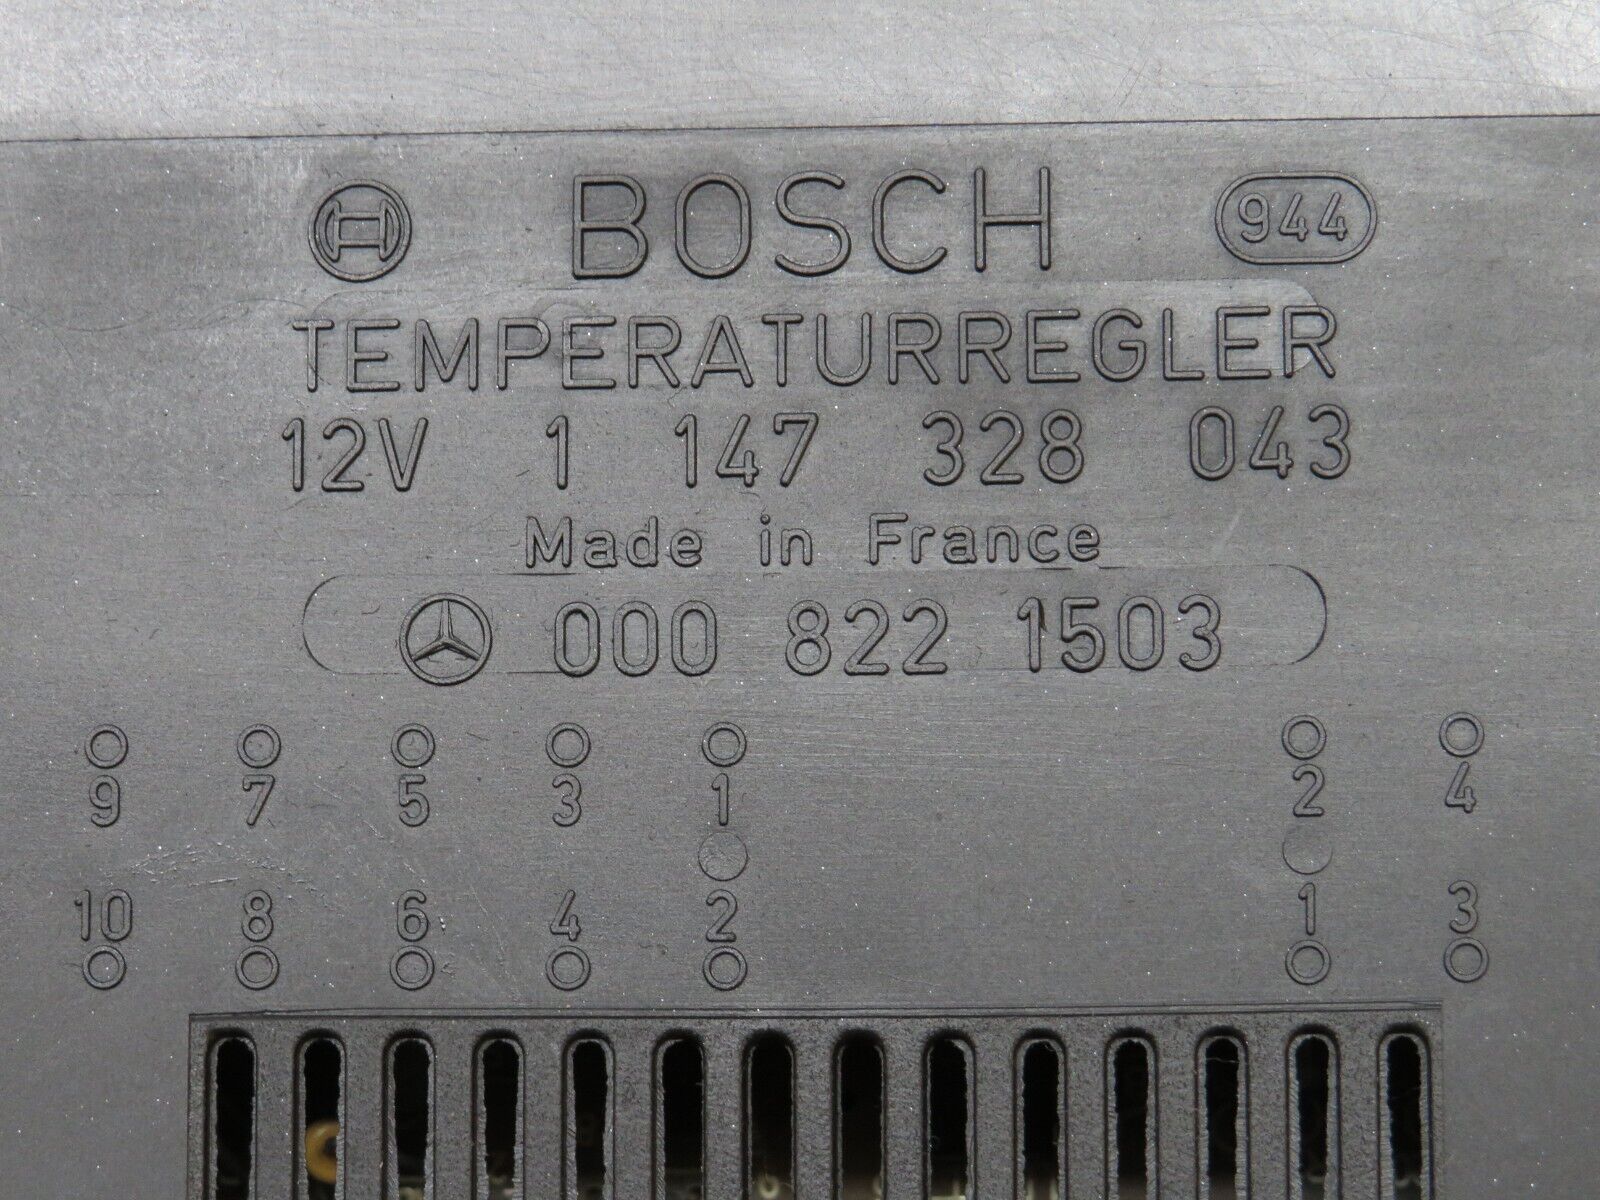 BOSCH 944
TEMPERATURREGLER
12V 1 147 328 043
Made in France
000 822 1503
9 7 5 3 1 2 4
10 8 6 4 2 1 3